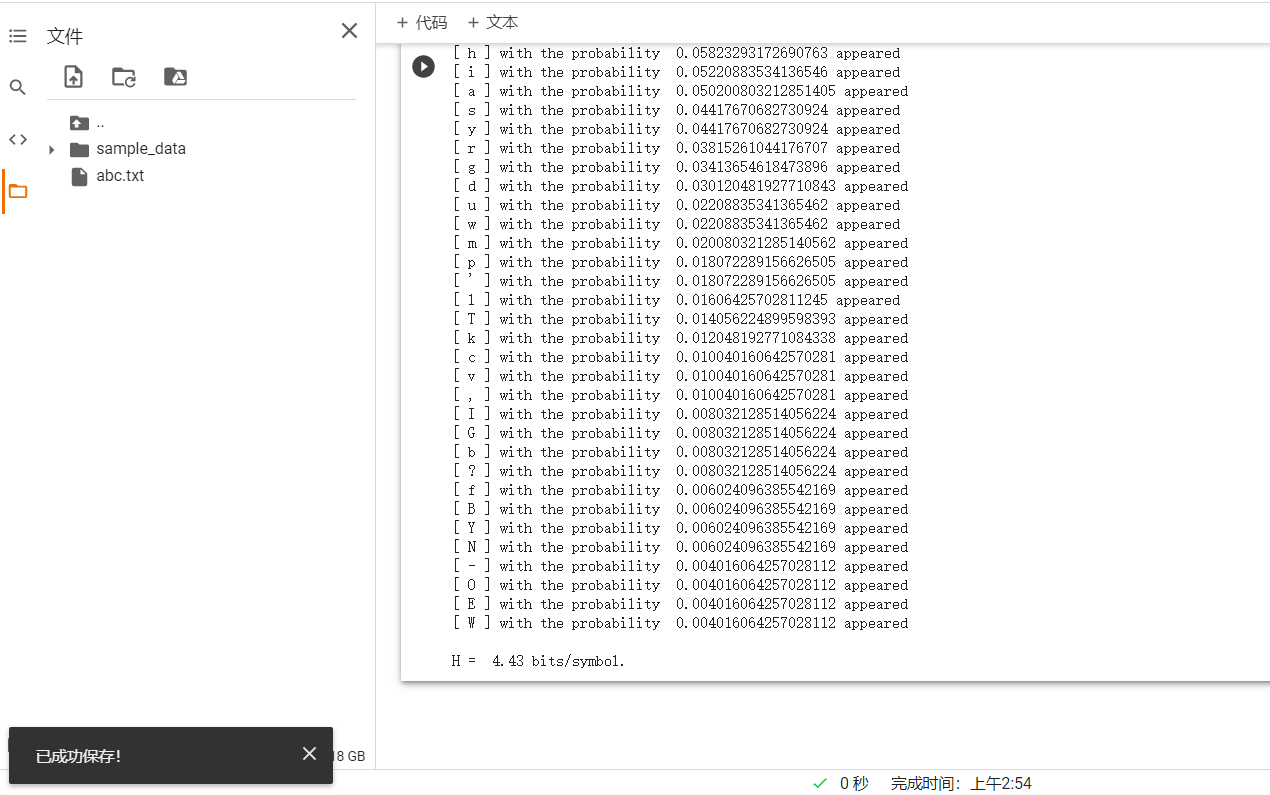 文件
+ 代码 + 文本
..
sample_data
abc.txt
[ h ] with the probability 0.05823293172690763 appeared
[ i ] with the probability 0.05220883534136546 appeared
[ a ] with the probability 0.050200803212851405 appeared
[ s ] with the probability 0.04417670682730924 appeared
[ y ] with the probability 0.04417670682730924 appeared
[ r ] with the probability 0.03815261044176707 appeared
[ g ] with the probability 0.03413654618473896 appeared
[ d ] with the probability 0.030120481927710843 appeared
[ u ] with the probability 0.02208835341365462 appeared
[ w ] with the probability 0.02208835341365462 appeared
[ m ] with the probability 0.020080321285140562 appeared
[ p ] with the probability 0.018072289156626505 appeared
[ ' ] with the probability 0.018072289156626505 appeared
[ l ] with the probability 0.01606425702811245 appeared
[ T ] with the probability 0.014056224899598393 appeared
[ k ] with the probability 0.012048192771084338 appeared
[ c ] with the probability 0.010040160642570281 appeared
[ v ] with the probability 0.010040160642570281 appeared
[ , ] with the probability 0.010040160642570281 appeared
[ I ] with the probability 0.008032128514056224 appeared
[ G ] with the probability 0.008032128514056224 appeared
[ b ] with the probability 0.008032128514056224 appeared
[ ? ] with the probability 0.008032128514056224 appeared
[ f ] with the probability 0.006024096385542169 appeared
[ B ] with the probability 0.006024096385542169 appeared
[ Y ] with the probability 0.006024096385542169 appeared
[ N ] with the probability 0.006024096385542169 appeared
[ - ] with the probability 0.004016064257028112 appeared
[ O ] with the probability 0.004016064257028112 appeared
[ E ] with the probability 0.004016064257028112 appeared
[ W ] with the probability 0.004016064257028112 appeared
H = 4.43 bits/symbol.
已成功保存!
8 GB
0 秒 完成时间: 上午2:54